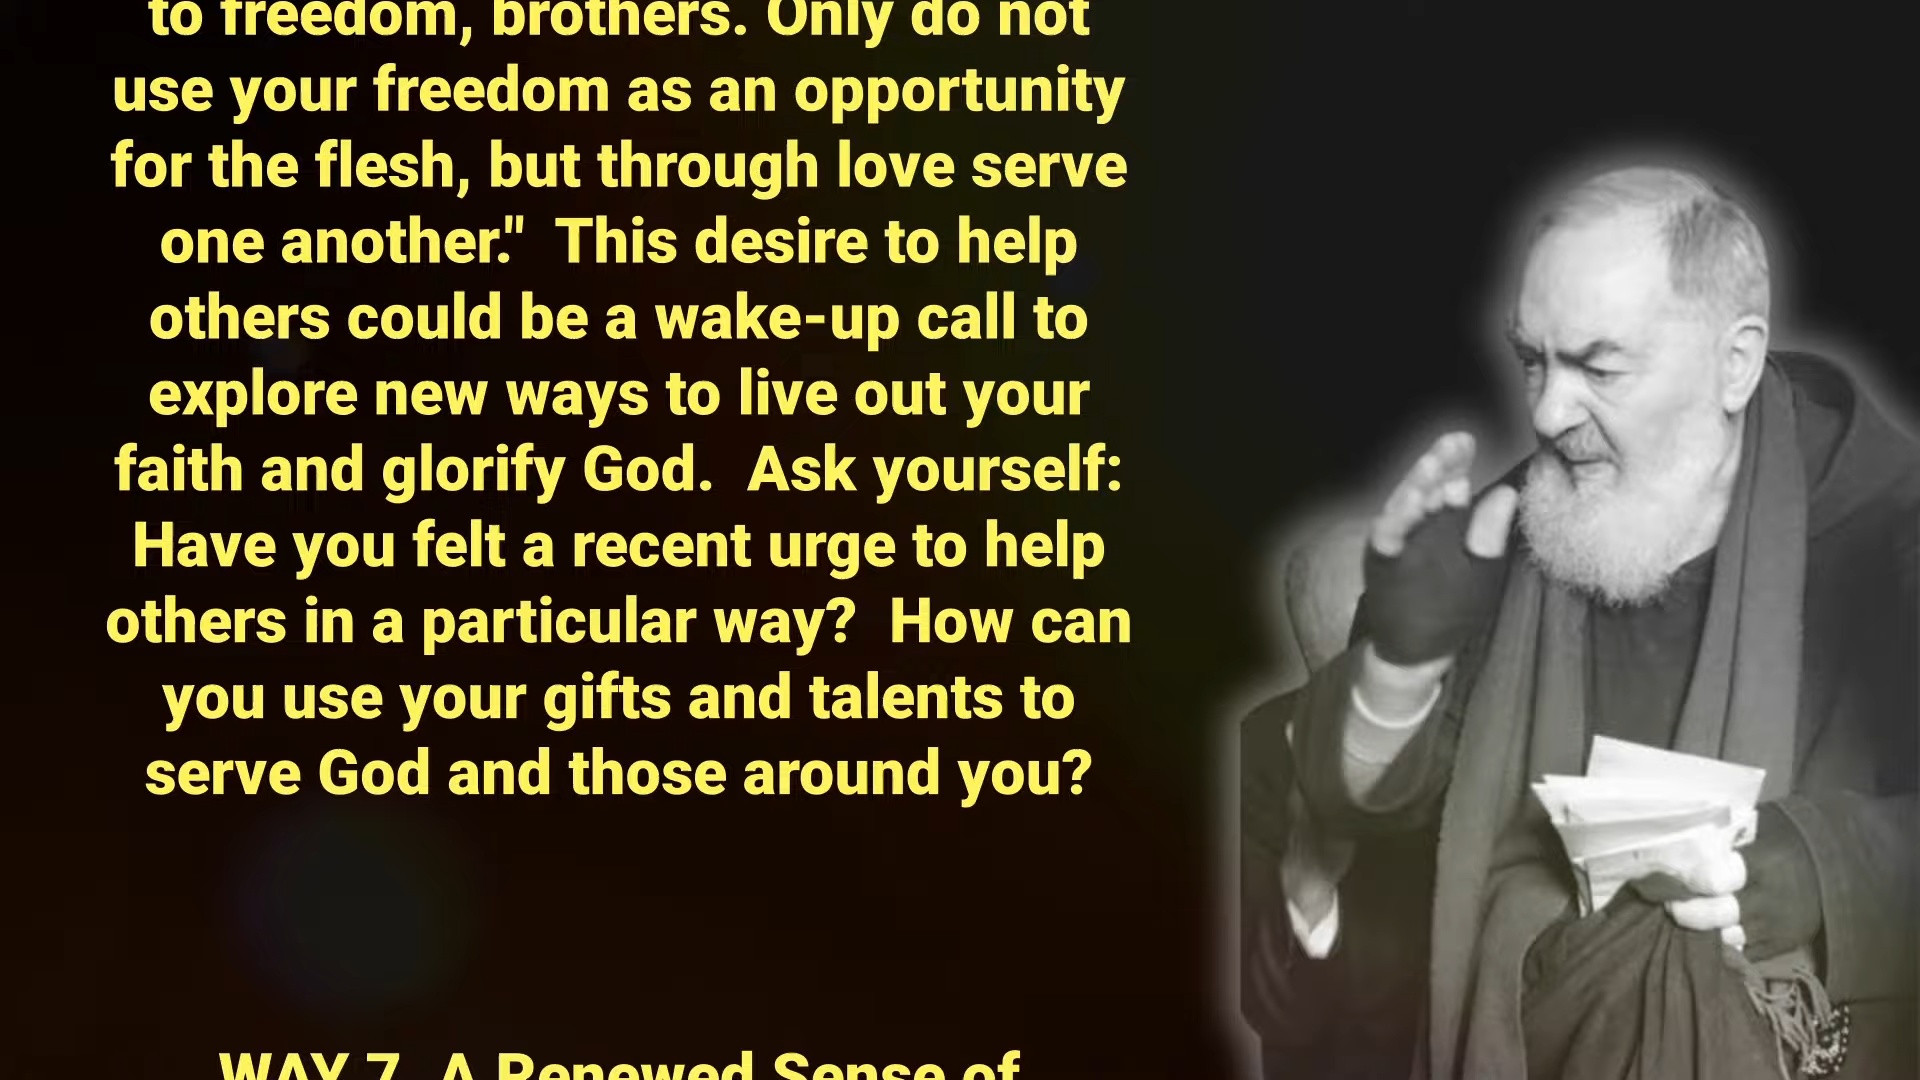 to freedom, brothers. Only do not
use your freedom as an opportunity
for the flesh, but through love serve
one another." This desire to help
others could be a wake-up call to
explore new ways to live out your
faith and glorify God. Ask yourself:
Have you felt a recent urge to help
others in a particular way? How can
you use your gifts and talents to
serve God and those around you?
WAY 7. A Renewed Sense of